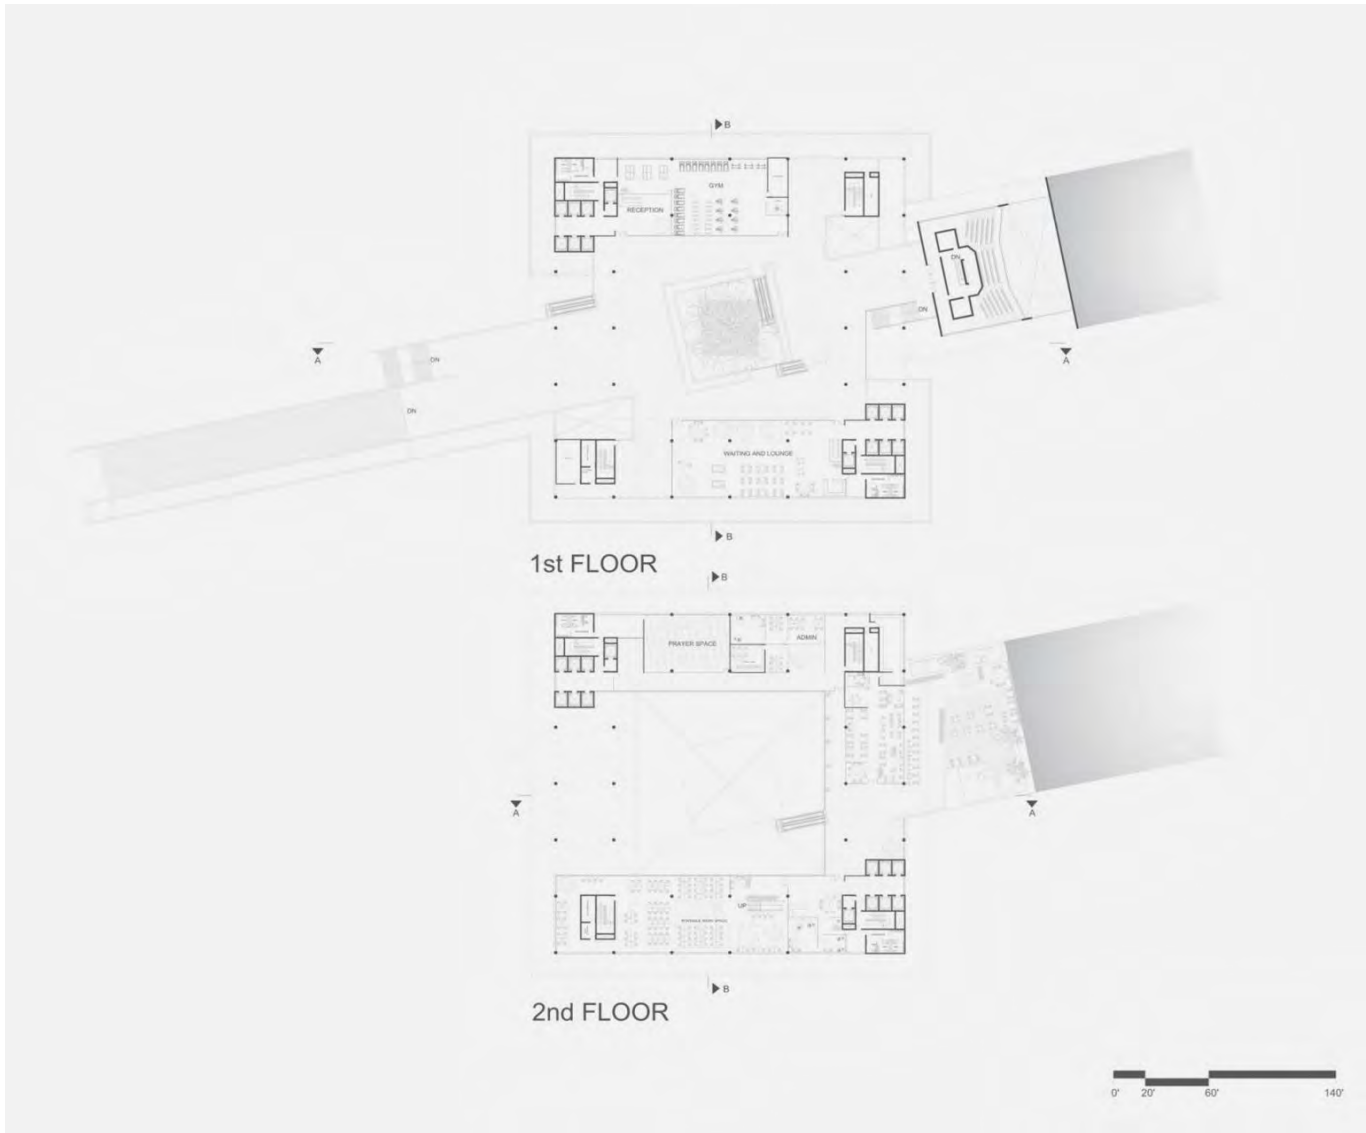 B
GYM
RECEPTION
DN
DN
A
DN
A
DN
WAITING AND LOUNGE
B
1st FLOOR
B
PRAYER SPACE
ADMIN
A
A
UP
B
2nd FLOOR
0' 20' 60' 140'